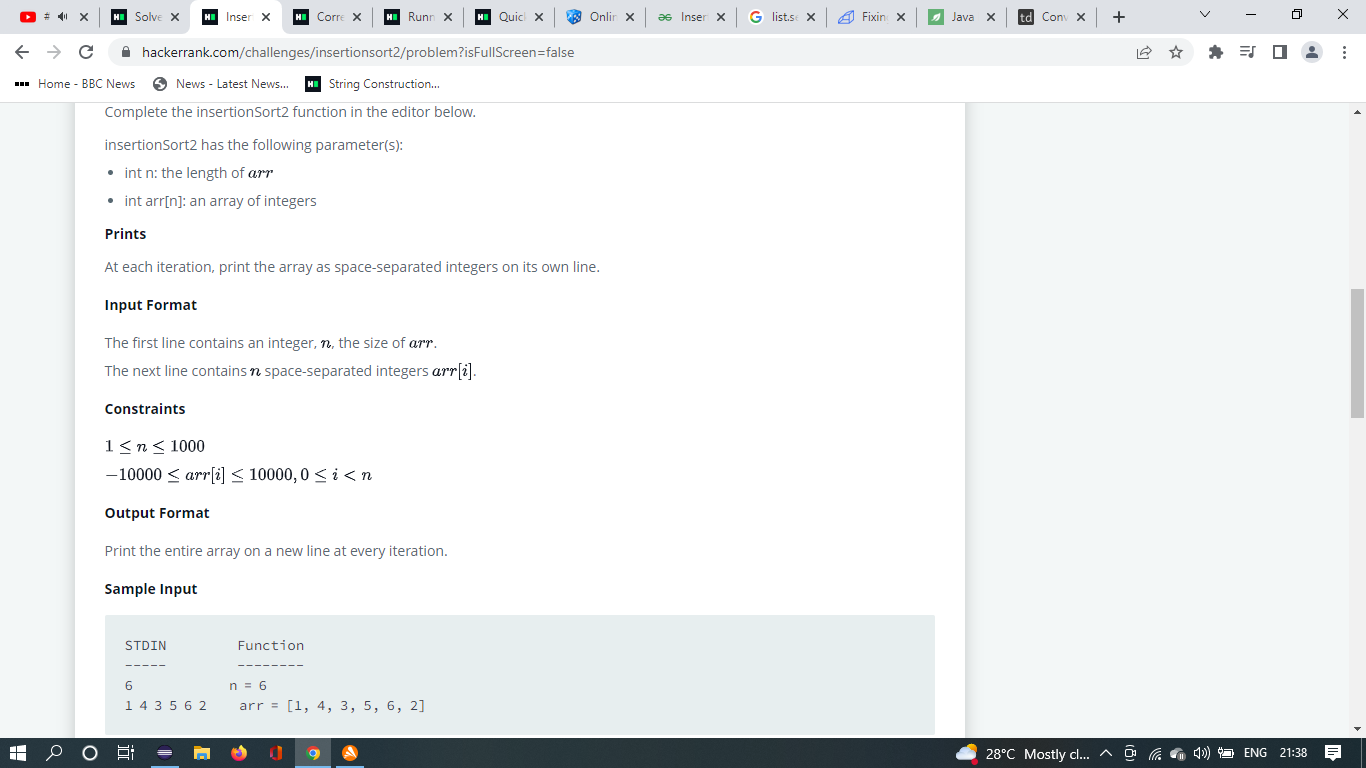 # Solve Inser Corre Runn Quic Onlin Inser list.s Fixin Java Conv
hackerrank.com/challenges/insertionsort2/problem?isFullScreen=false
Home - BBC News News - Latest News... String Construction...
Complete the insertionSort2 function in the editor below.
insertionSort2 has the following parameter(s):
• int n: the length of arr
• int arr[n]: an array of integers
Prints
At each iteration, print the array as space-separated integers on its own line.
Input Format
The first line contains an integer, n, the size of arr.
The next line contains n space-separated integers arr[i].
Constraints
1 ≤ n ≤ 1000
−10000 ≤ arr[i] ≤ 10000, 0 ≤ i < n
Output Format
Print the entire array on a new line at every iteration.
Sample Input
STDIN Function
----- --------
6 n = 6
1 4 3 5 6 2 arr = [1, 4, 3, 5, 6, 2]
28°C Mostly cl... ENG 21:38